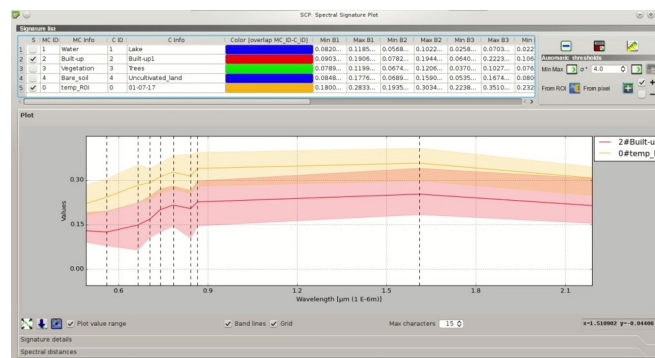 SCP: Spectral Signature Plot
Signature list
S MC ID MC Info C ID C Info Color [overlap MC_ID-C_ID] Min B1 Max B1 Min B2 Max B2 Min B3 Max B3 Min
1 1 Water 1 Lake 0.0820... 0.1185... 0.0568... 0.1022... 0.0258... 0.0703... 0.022
2 2 Built-up 2 Built-up1 0.0903... 0.1906... 0.0782... 0.1944... 0.0640... 0.2223... 0.106
3 3 Vegetation 3 Trees 0.0789... 0.1199... 0.0674... 0.1206... 0.0370... 0.1027... 0.076
4 4 Bare_soil 4 Uncultivated_land 0.0848... 0.1776... 0.0689... 0.1590... 0.0535... 0.1674... 0.080
5 0 temp_ROI 0 01-07-17 0.1800... 0.2833... 0.1935... 0.3034... 0.2238... 0.3510... 0.232
Automatic thresholds
Min Max σ* 4.0
From ROI From pixel + +
−
Plot
2#Built-u
0#temp_
0.30
0.15
0.00
Values
0.6 0.9 1.2 1.5 1.8 2.1
Wavelength [µm (1 E-6m)]
Plot value range Band lines Grid Max characters 15 x=1.510982 y=-0.04406
Signature details
Spectral distances